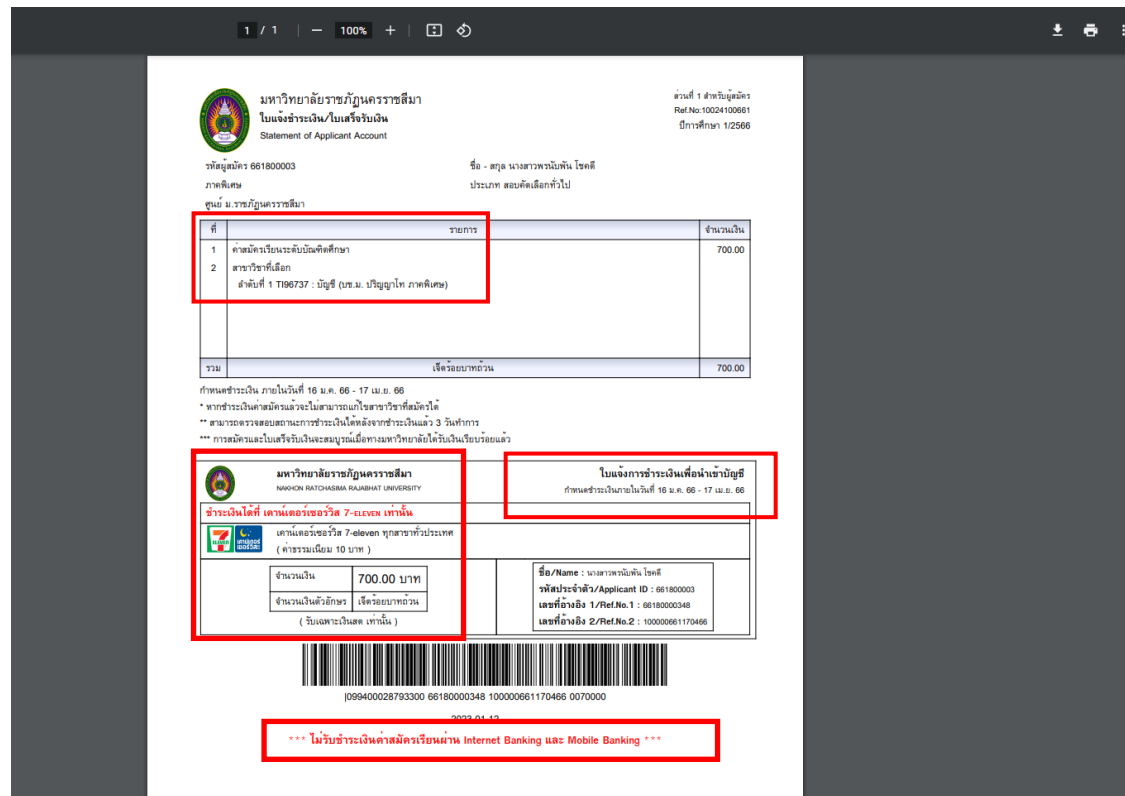 1 / 1 | − 100% + |
มหาวิทยาลัยราชภัฏนครราชสีมา
ใบแจ้งชำระเงิน/ใบเสร็จรับเงิน
Statement of Applicant Account
ส่วนที่ 1 สำหรับผู้สมัคร
Ref.No:10024100661
ปีการศึกษา 1/2566
รหัสผู้สมัคร 661800003 ชื่อ - สกุล นางสาวพรนับพัน โชคดี
ภาคพิเศษ ประเภท สอบคัดเลือกทั่วไป
ศูนย์ ม.ราชภัฏนครราชสีมา
ที่ รายการ จำนวนเงิน
1 ค่าสมัครเรียนระดับบัณฑิตศึกษา 700.00
2 สาขาวิชาที่เลือก
ลำดับที่ 1 TI96737 : บัญชี (บช.ม. ปริญญาโท ภาคพิเศษ)
รวม เจ็ดร้อยบาทถ้วน 700.00
กำหนดชำระเงิน ภายในวันที่ 16 ม.ค. 66 - 17 เม.ย. 66
* หากชำระเงินค่าสมัครแล้วจะไม่สามารถแก้ไขสาขาวิชาที่สมัครได้
** สามารถตรวจสอบสถานะการชำระเงินได้หลังจากชำระเงินแล้ว 3 วันทำการ
*** การสมัครและใบเสร็จรับเงินจะสมบูรณ์เมื่อทางมหาวิทยาลัยได้รับเงินเรียบร้อยแล้ว
มหาวิทยาลัยราชภัฏนครราชสีมา
NAKHON RATCHASIMA RAJABHAT UNIVERSITY
ใบแจ้งการชำระเงินเพื่อนำเข้าบัญชี
กำหนดชำระเงินภายในวันที่ 16 ม.ค. 66 - 17 เม.ย. 66
ชำระเงินได้ที่ เคาน์เตอร์เซอร์วิส 7-ELEVEN เท่านั้น
7 ELEVEN เคาน์เตอร์เซอร์วิส
เคาน์เตอร์เซอร์วิส 7-eleven ทุกสาขาทั่วประเทศ
( ค่าธรรมเนียม 10 บาท )
จำนวนเงิน 700.00 บาท
จำนวนเงินตัวอักษร เจ็ดร้อยบาทถ้วน
( รับเฉพาะเงินสด เท่านั้น )
ชื่อ/Name : นางสาวพรนับพัน โชคดี
รหัสประจำตัว/Applicant ID : 661800003
เลขที่อ้างอิง 1/Ref.No.1 : 66180000348
เลขที่อ้างอิง 2/Ref.No.2 : 100000661170466
|099400028793300 66180000348 100000661170466 0070000
2023-01-12
*** ไม่รับชำระเงินค่าสมัครเรียนผ่าน Internet Banking และ Mobile Banking ***